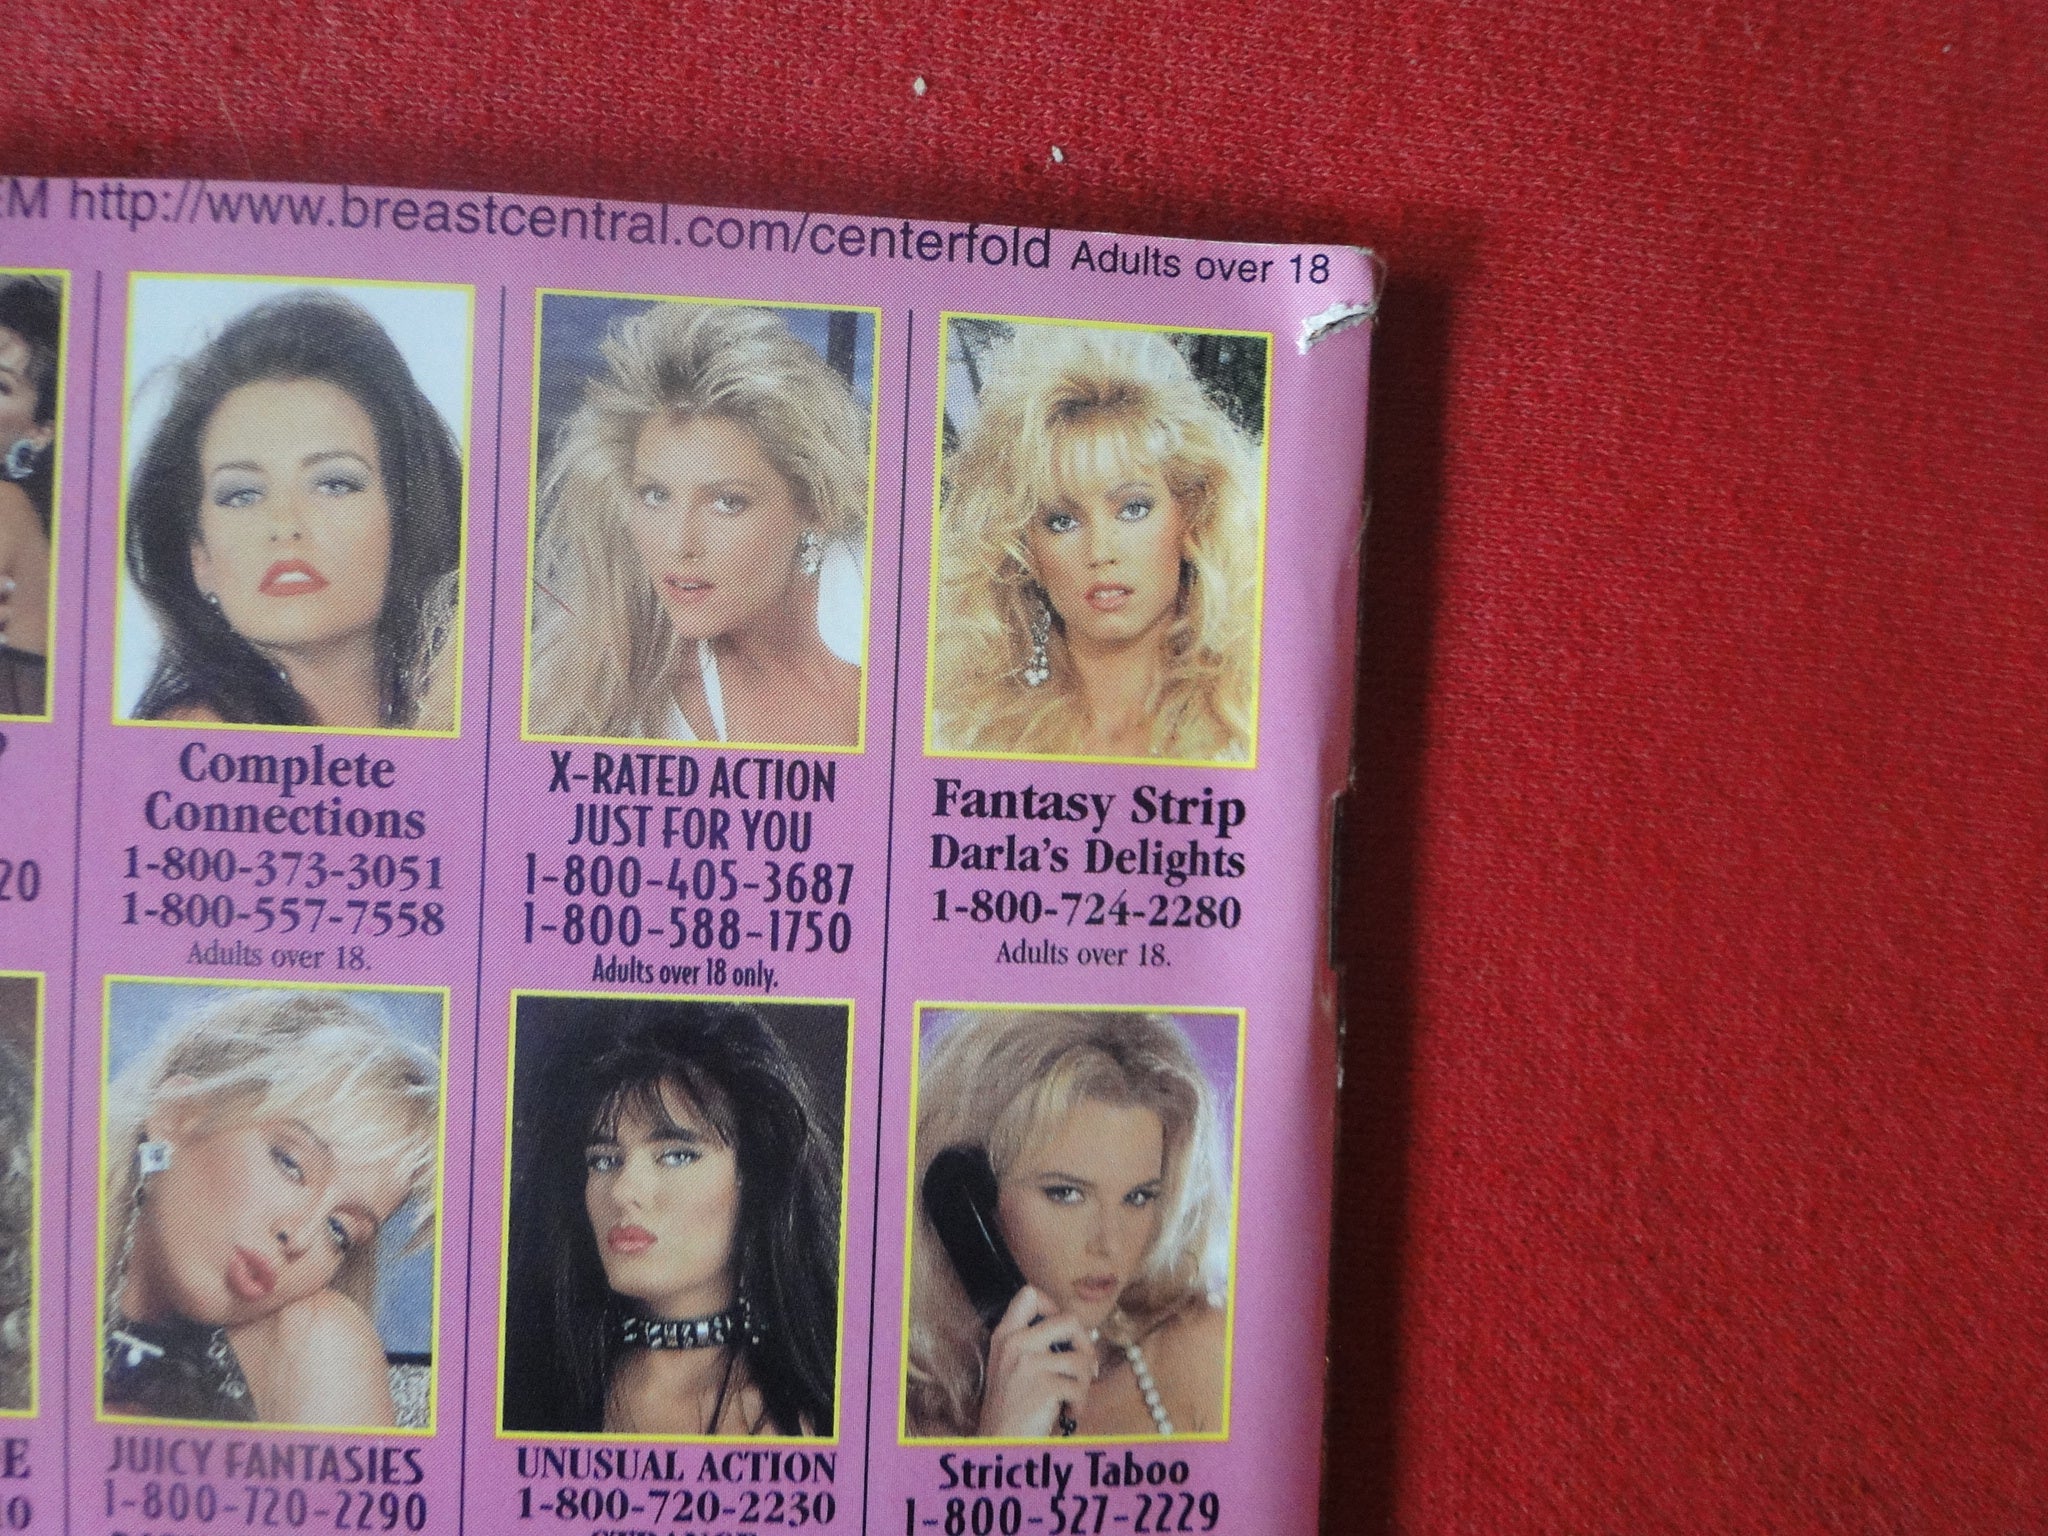 EM http://www.breastcentral.com/centerfold Adults over 18
Complete
Connections
1-800-373-3051
1-800-557-7558
Adults over 18.
X-RATED ACTION
JUST FOR YOU
1-800-405-3687
1-800-588-1750
Adults over 18 only.
Fantasy Strip
Darla's Delights
1-800-724-2280
Adults over 18.
20
JUICY FANTASIES
1-800-720-2290
UNUSUAL ACTION
1-800-720-2230
Strictly Taboo
1-800-527-2229
E
10